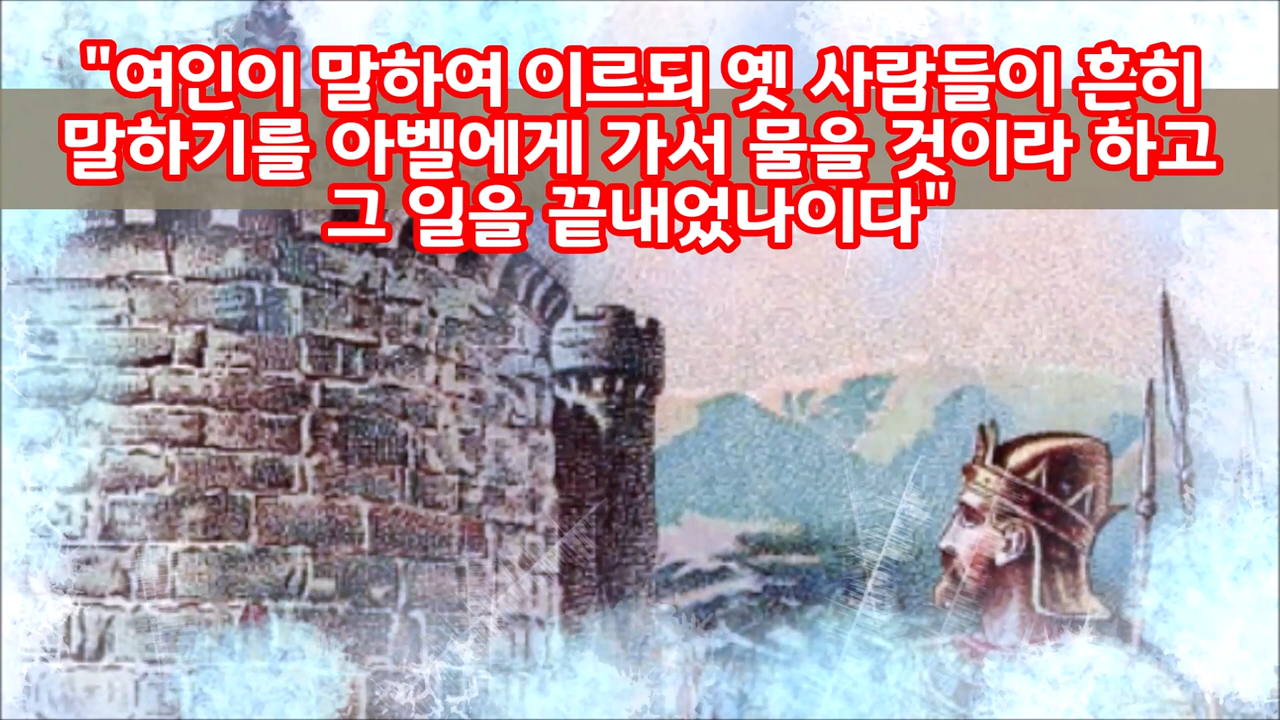 "여인이 말하여 이르되 옛 사람들이 흔히
말하기를 아벨에게 가서 물을 것이라 하고
그 일을 끝내었나이다"